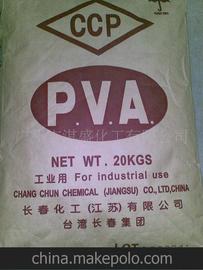 CCP
P.V.A.
NET WT. 20KGS
工业用 For industrial use
CHANG CHUN CHEMICAL (JIANGSU) CO., LTD, CHINA
长春化工(江苏)有限公司
台湾长春集团
LOT
www.makepolo.com